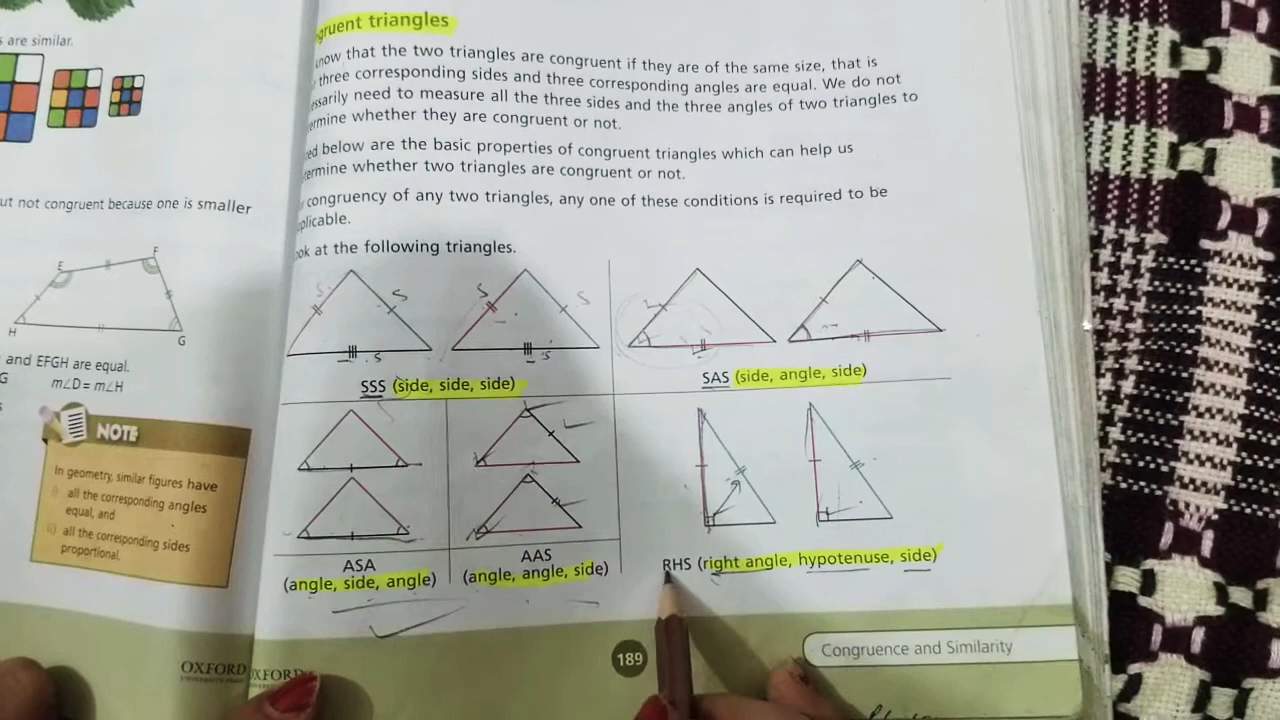 s are similar.
ut not congruent because one is smaller
E
F
H
G
and EFGH are equal.
G m∠D = m∠H
NOTE
In geometry, similar figures have
i) all the corresponding angles
equal, and
ii) all the corresponding sides
proportional.
OXFORD
gruent triangles
now that the two triangles are congruent if they are of the same size, that is
three corresponding sides and three corresponding angles are equal. We do not
ssarily need to measure all the three sides and the three angles of two triangles to
ermine whether they are congruent or not.
ed below are the basic properties of congruent triangles which can help us
ermine whether two triangles are congruent or not.
congruency of any two triangles, any one of these conditions is required to be
plicable.
ok at the following triangles.
S S S S
S S
SSS (side, side, side)
SAS (side, angle, side)
ASA
(angle, side, angle)
AAS
(angle, angle, side)
RHS (right angle, hypotenuse, side)
OXFORD
189
Congruence and Similarity